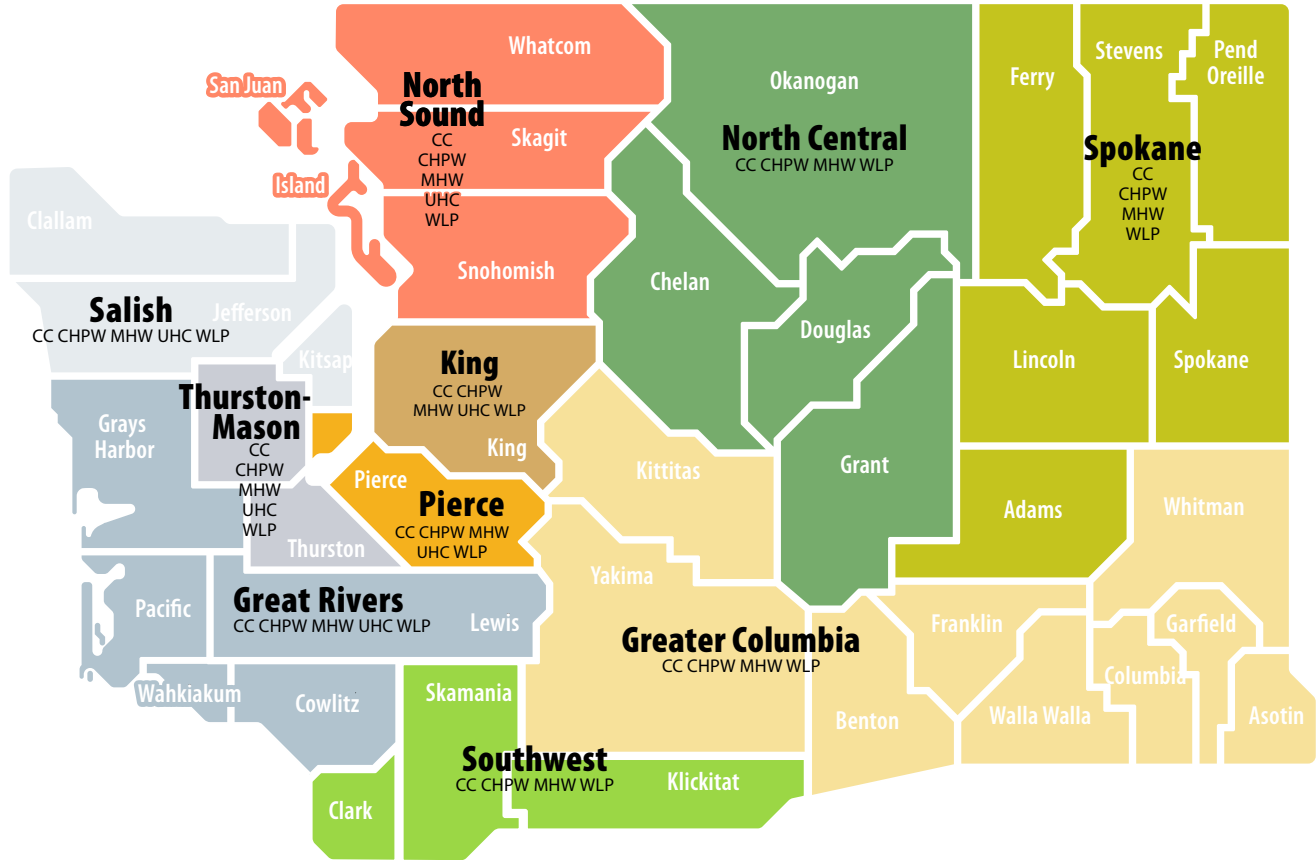 Whatcom
San Juan
North
Sound
CC
CHPW
MHW
UHC
WLP
Skagit
Island
Snohomish
Okanogan
North Central
CC CHPW MHW WLP
Chelan
Douglas
Grant
Ferry
Stevens
Pend
Oreille
Spokane
CC
CHPW
MHW
WLP
Lincoln
Spokane
Adams
Clallam
Jefferson
Salish
CC CHPW MHW UHC WLP
Kitsap
King
CC CHPW
MHW UHC WLP
King
Grays
Harbor
Thurston-
Mason
CC
CHPW
MHW
UHC
WLP
Thurston
Pierce
Pierce
CC CHPW MHW
UHC WLP
Kittitas
Yakima
Whitman
Pacific
Great Rivers
CC CHPW MHW UHC WLP
Lewis
Wahkiakum
Cowlitz
Greater Columbia
CC CHPW MHW WLP
Franklin
Garfield
Columbia
Benton
Walla Walla
Asotin
Skamania
Southwest
CC CHPW MHW WLP
Klickitat
Clark